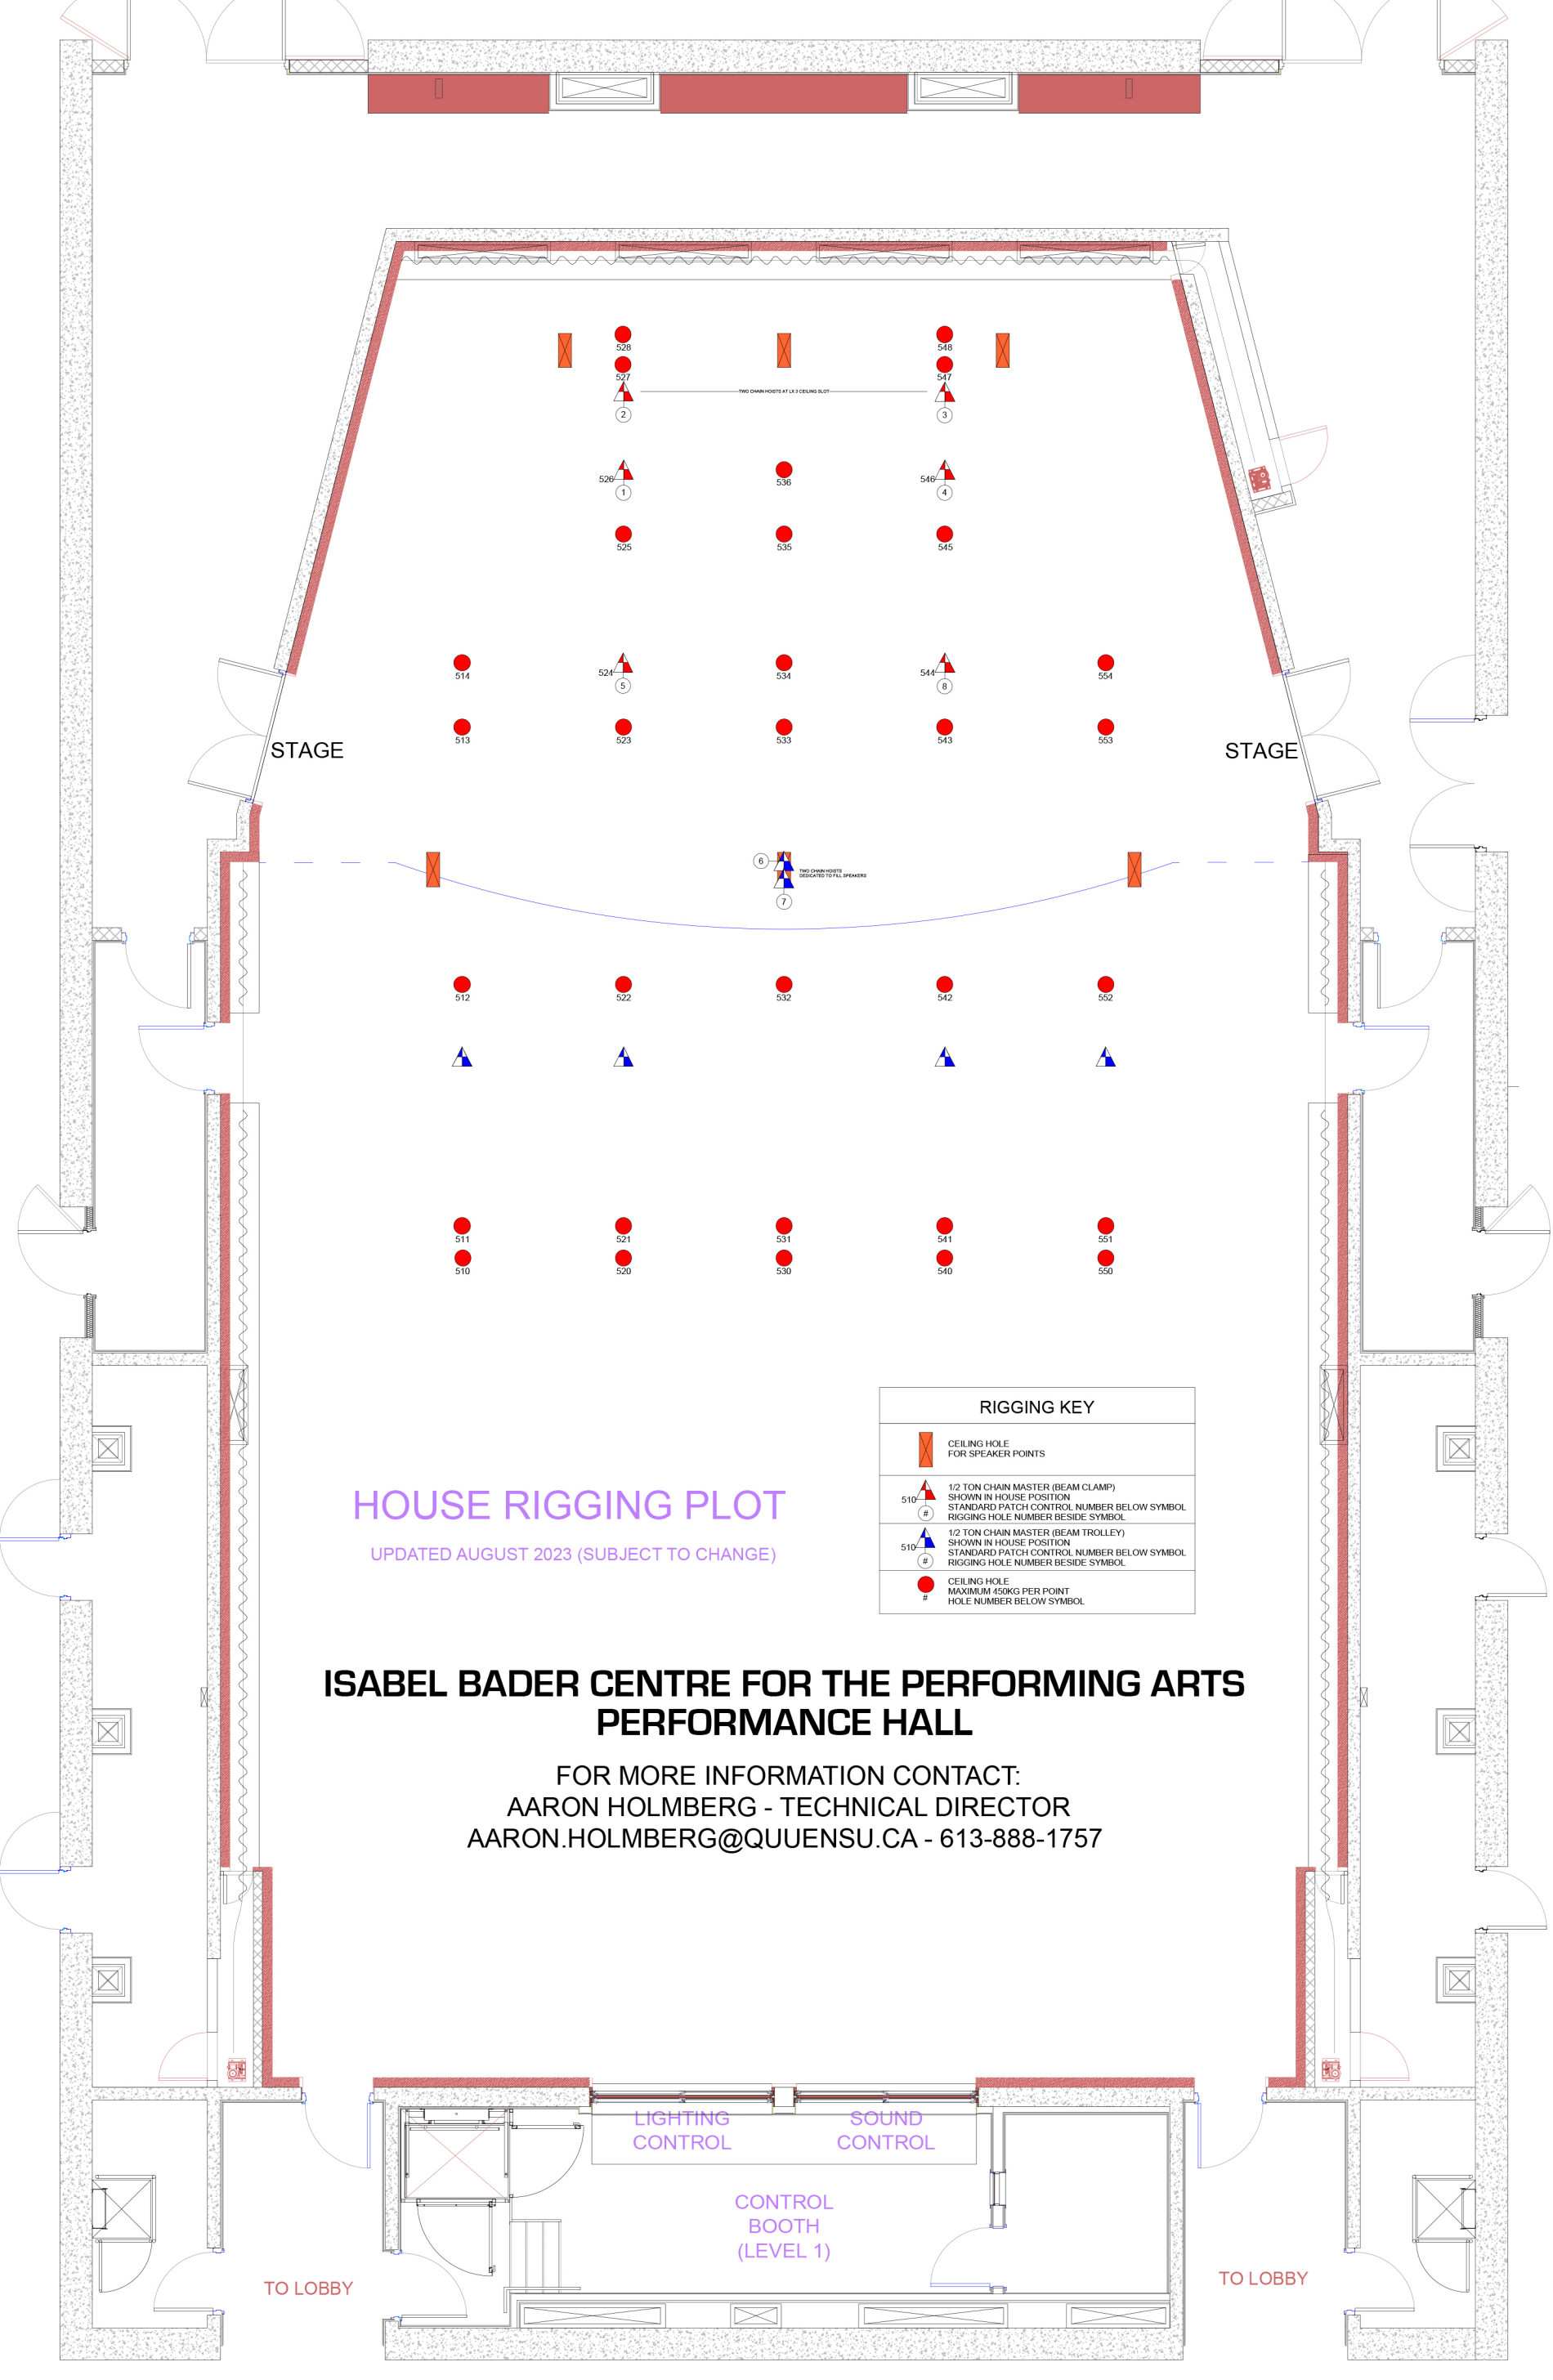 528
548
527
547
TWO CHAIN HOISTS AT LX 3 CEILING SLOT
2
3
526
536
546
1
4
525
535
545
514
524
534
544
554
5
8
513
523
533
543
553
STAGE
STAGE
6
TWO CHAIN HOISTS
DEDICATED TO FILL SPEAKERS
7
512
522
532
542
552
511
521
531
541
551
510
520
530
540
550
RIGGING KEY
CEILING HOLE
FOR SPEAKER POINTS
510
#
1/2 TON CHAIN MASTER (BEAM CLAMP)
SHOWN IN HOUSE POSITION
STANDARD PATCH CONTROL NUMBER BELOW SYMBOL
RIGGING HOLE NUMBER BESIDE SYMBOL
510
#
1/2 TON CHAIN MASTER (BEAM TROLLEY)
SHOWN IN HOUSE POSITION
STANDARD PATCH CONTROL NUMBER BELOW SYMBOL
RIGGING HOLE NUMBER BESIDE SYMBOL
#
CEILING HOLE
MAXIMUM 450KG PER POINT
HOLE NUMBER BELOW SYMBOL
HOUSE RIGGING PLOT
UPDATED AUGUST 2023 (SUBJECT TO CHANGE)
ISABEL BADER CENTRE FOR THE PERFORMING ARTS
PERFORMANCE HALL
FOR MORE INFORMATION CONTACT:
AARON HOLMBERG - TECHNICAL DIRECTOR
AARON.HOLMBERG@QUUENSU.CA - 613-888-1757
LIGHTING
CONTROL
SOUND
CONTROL
CONTROL
BOOTH
(LEVEL 1)
TO LOBBY
TO LOBBY